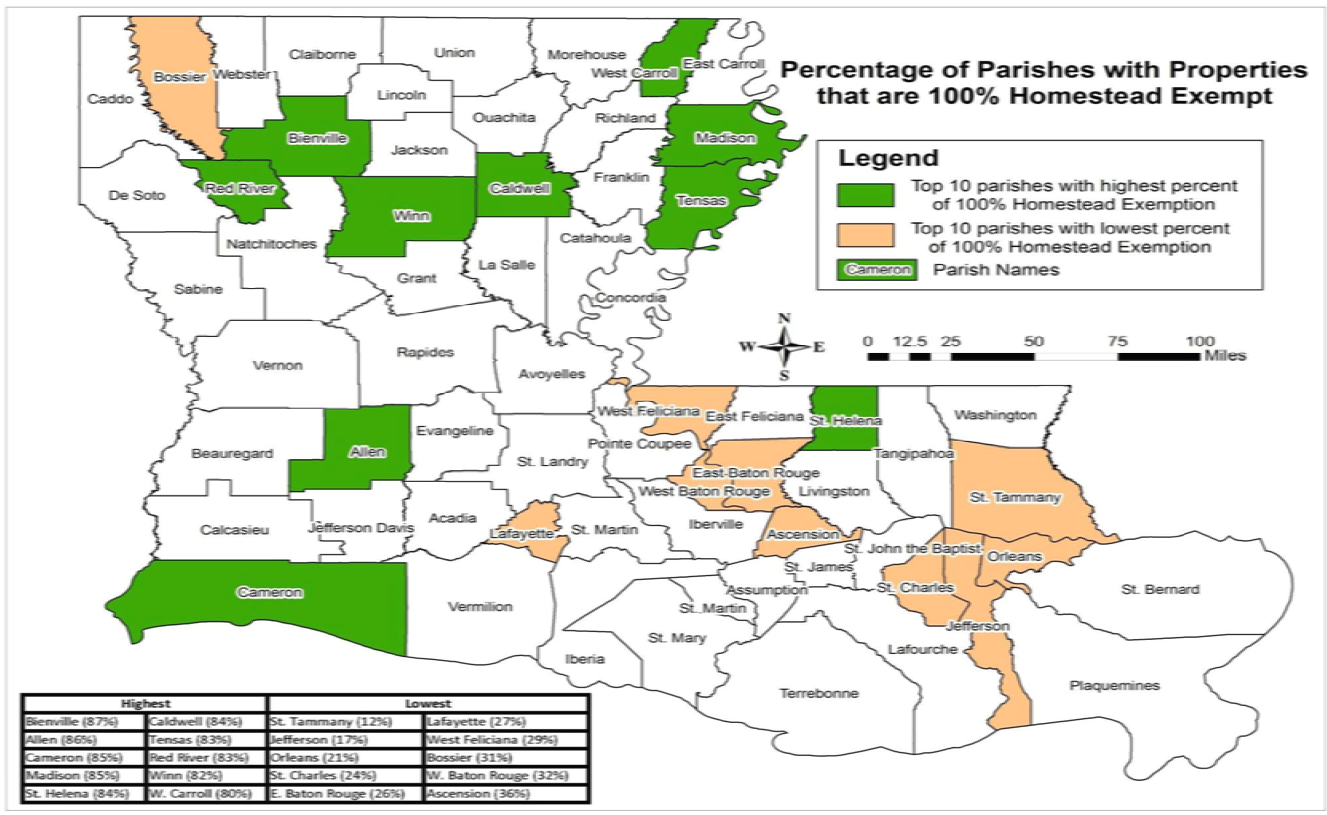 Percentage of Parishes with Properties
that are 100% Homestead Exempt
Legend
Top 10 parishes with highest percent
of 100% Homestead Exemption
Top 10 parishes with lowest percent
of 100% Homestead Exemption
Cameron Parish Names
N
W E
S
0 12.5 25 50 75 100
Miles
Claiborne
Union
Morehouse
East Carroll
West Carroll
Bossier
Webster
Caddo
Lincoln
Ouachita
Richland
Madison
Bienville
Jackson
De Soto
Red River
Winn
Caldwell
Franklin
Tensas
Natchitoches
Catahoula
La Salle
Grant
Sabine
Concordia
Vernon
Rapides
Avoyelles
West Feliciana
East Feliciana
St. Helena
Washington
Evangeline
Pointe Coupee
Beauregard
Allen
St. Landry
Tangipahoa
East Baton Rouge
West Baton Rouge
Livingston
St. Tammany
Calcasieu
Jefferson Davis
Acadia
Lafayette
St. Martin
Iberville
Ascension
St. John the Baptist
Orleans
St. James
Cameron
Vermilion
Assumption
St. Charles
St. Bernard
St. Martin
Jefferson
St. Mary
Iberia
Lafourche
Terrebonne
Plaquemines
Highest Lowest
Bienville (87%) Caldwell (84%) St. Tammany (12%) Lafayette (27%)
Allen (86%) Tensas (83%) Jefferson (17%) West Feliciana (29%)
Cameron (85%) Red River (83%) Orleans (21%) Bossier (31%)
Madison (85%) Winn (82%) St. Charles (24%) W. Baton Rouge (32%)
St. Helena (84%) W. Carroll (80%) E. Baton Rouge (26%) Ascension (36%)